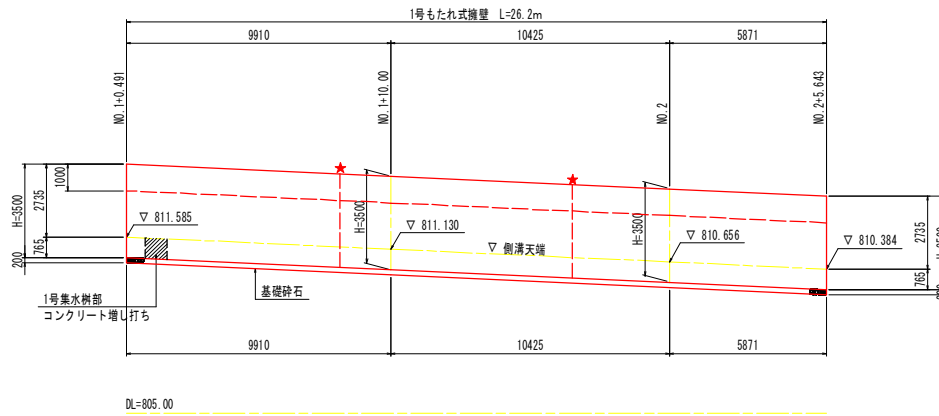 1号もたれ式擁壁 L=26.2m
9910
10425
5871
NO.1+0.491
NO.1+10.00
NO.2
NO.2+5.643
1000
2735
H=3500
765
200
▽ 811.585
H=3500
▽ 811.130
▽ 側溝天端
H=3500
▽ 810.656
▽ 810.384
2735
765
1号集水桝部
コンクリート増し打ち
基礎砕石
9910
10425
5871
DL=805.00